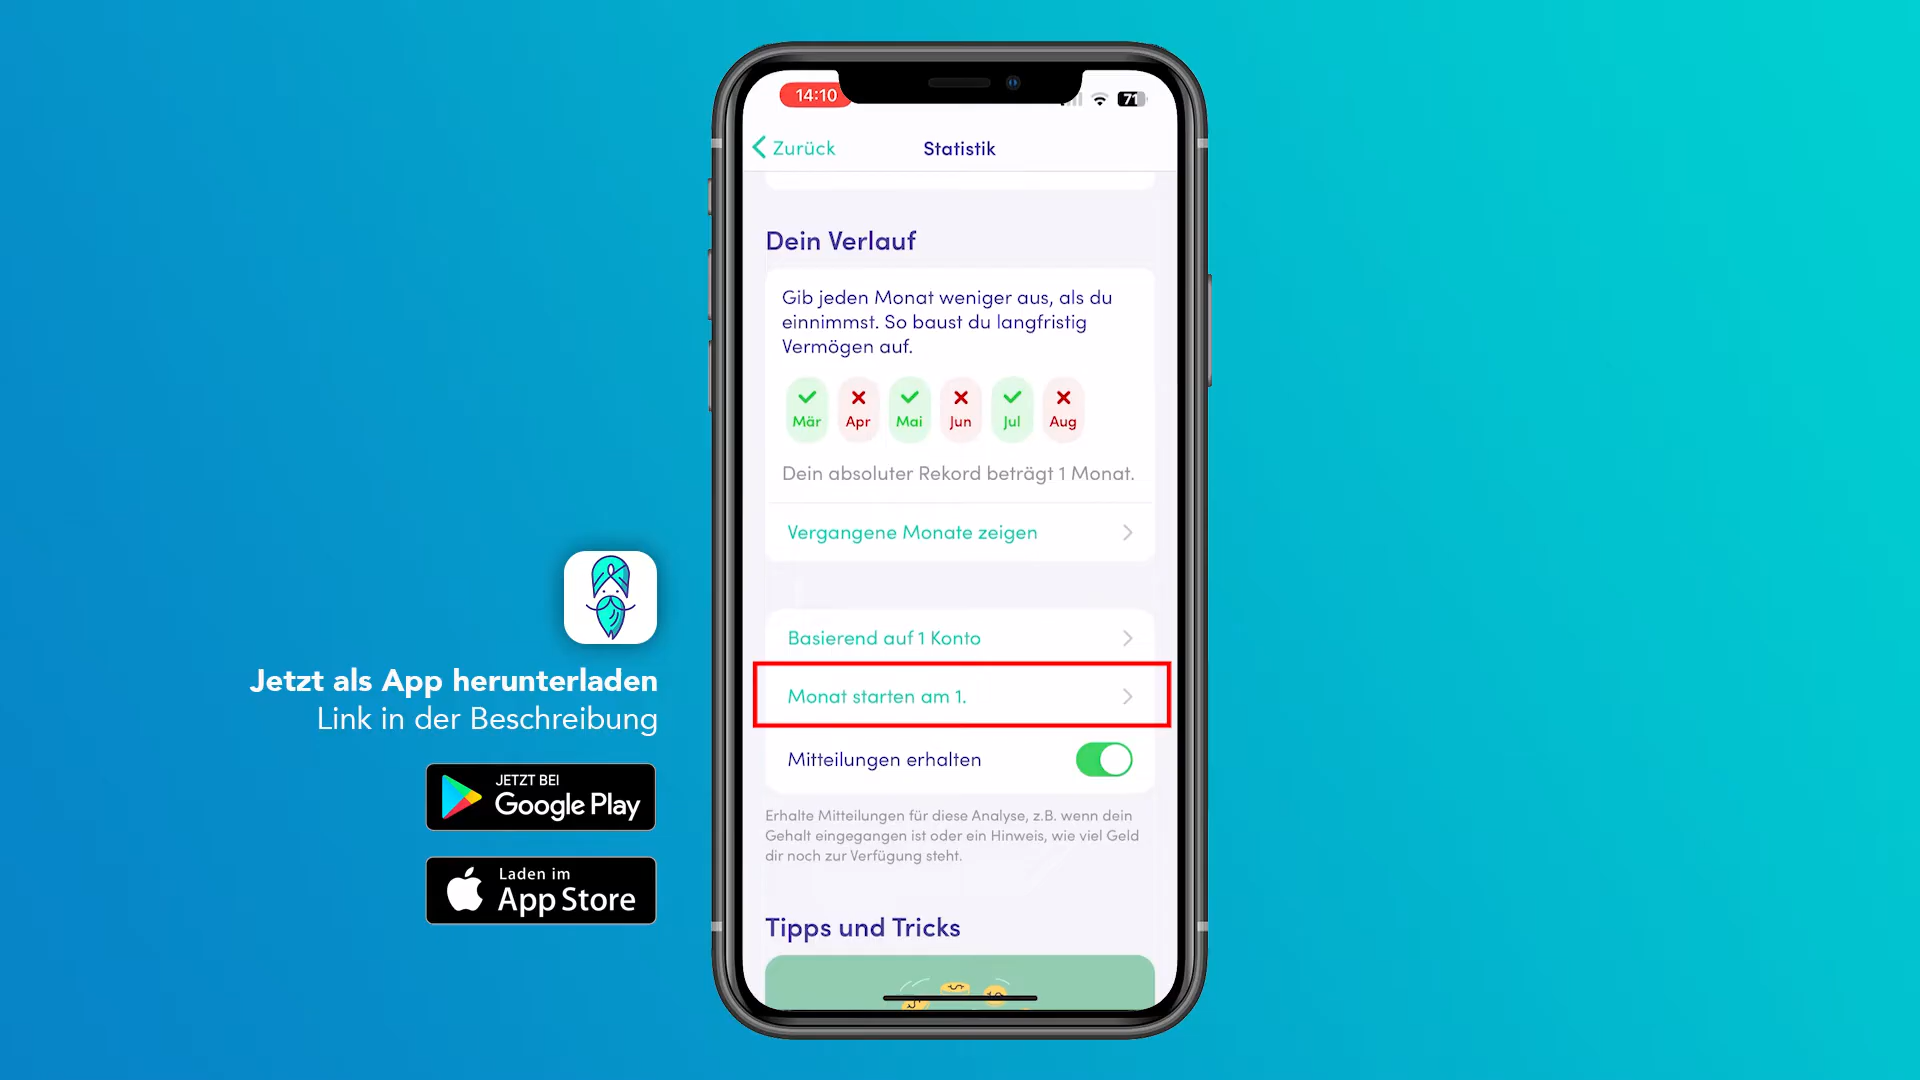 14:10
71
Zurück
Statistik
Dein Verlauf
Gib jeden Monat weniger aus, als du
einnimmst. So baust du langfristig
Vermögen auf.
Mär
Apr
Mai
Jun
Jul
Aug
Dein absoluter Rekord beträgt 1 Monat.
Vergangene Monate zeigen
Basierend auf 1 Konto
Monat starten am 1.
Mitteilungen erhalten
Erhalte Mitteilungen für diese Analyse, z.B. wenn dein
Gehalt eingegangen ist oder ein Hinweis, wie viel Geld
dir noch zur Verfügung steht.
Tipps und Tricks
Jetzt als App herunterladen
Link in der Beschreibung
JETZT BEI
Google Play
Laden im
App Store